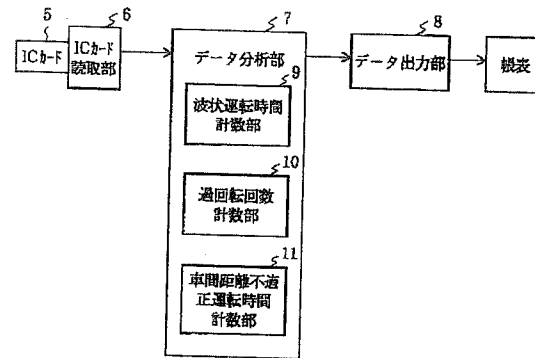 5
ICカード
6
ICカード
読取部
7
データ分析部
9
波状運転時間
計数部
10
過回転回数
計数部
11
車間距離不適
正運転時間
計数部
8
データ出力部
帳表